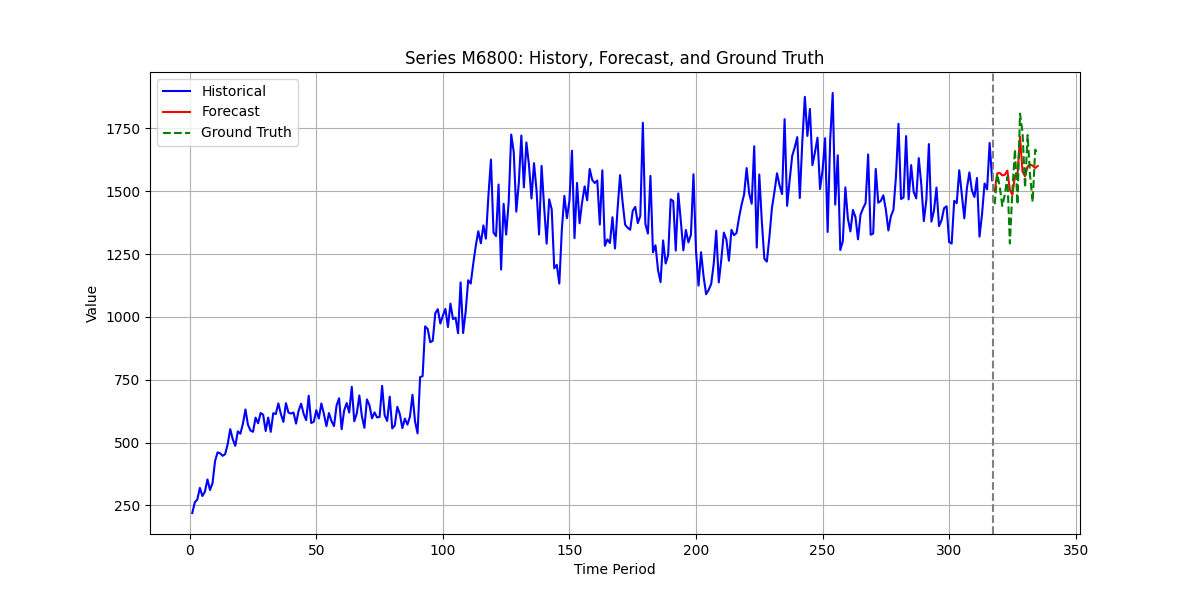 Series M6800: History, Forecast, and Ground Truth
Historical
Forecast
Ground Truth
Value
1750
1500
1250
1000
750
500
250
0 50 100 150 200 250 300 350
Time Period